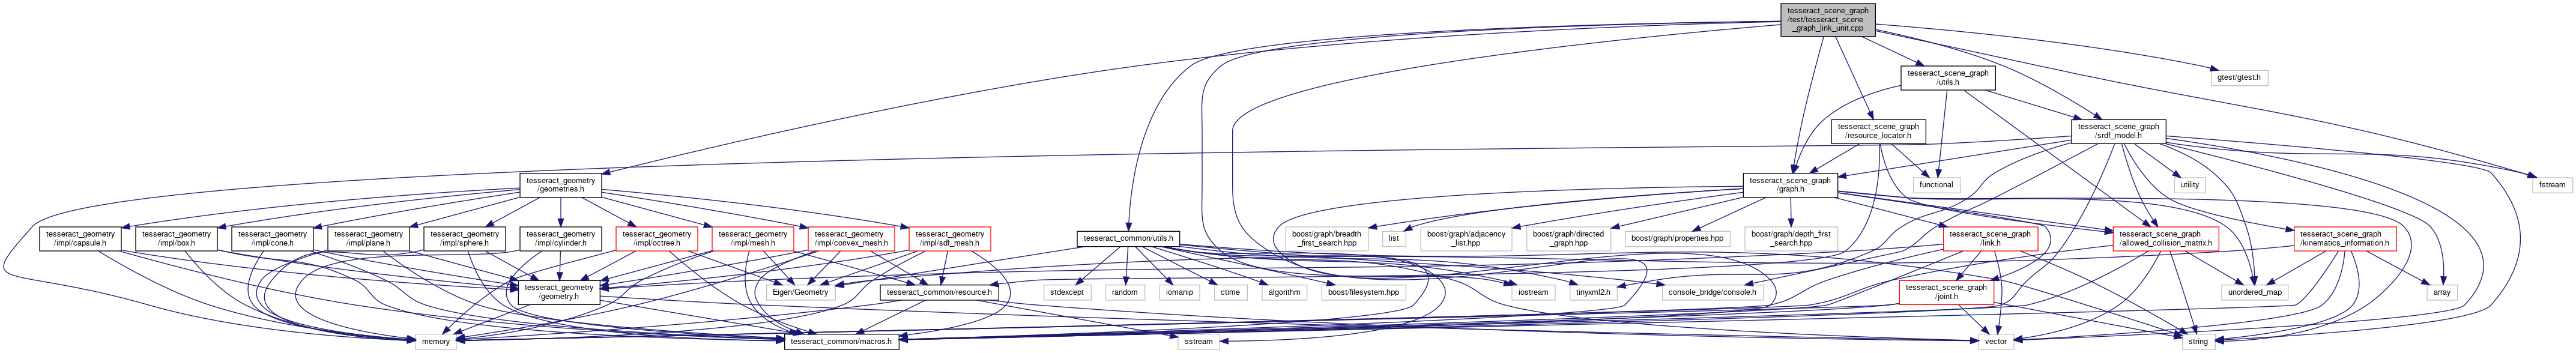 tesseract_scene_graph
/test/tesseract_scene
_graph_link_unit.cpp
tesseract_scene_graph
/utils.h
gtest/gtest.h
tesseract_scene_graph
/resource_locator.h
tesseract_scene_graph
/srdf_model.h
tesseract_geometry
/geometries.h
tesseract_scene_graph
/graph.h
functional
utility
fstream
tesseract_geometry
/impl/capsule.h
tesseract_geometry
/impl/box.h
tesseract_geometry
/impl/cone.h
tesseract_geometry
/impl/plane.h
tesseract_geometry
/impl/sphere.h
tesseract_geometry
/impl/cylinder.h
tesseract_geometry
/impl/octree.h
tesseract_geometry
/impl/mesh.h
tesseract_geometry
/impl/convex_mesh.h
tesseract_geometry
/impl/sdf_mesh.h
tesseract_common/utils.h
boost/graph/breadth
_first_search.hpp
list
boost/graph/adjacency
_list.hpp
boost/graph/directed
_graph.hpp
boost/graph/properties.hpp
boost/graph/depth_first
_search.hpp
tesseract_scene_graph
/link.h
tesseract_scene_graph
/allowed_collision_matrix.h
tesseract_scene_graph
/kinematics_information.h
tesseract_geometry
/geometry.h
Eigen/Geometry
tesseract_common/resource.h
stdexcept
random
iomanip
ctime
algorithm
boost/filesystem.hpp
iostream
tinyxml2.h
console_bridge/console.h
tesseract_scene_graph
/joint.h
unordered_map
array
memory
tesseract_common/macros.h
sstream
vector
string